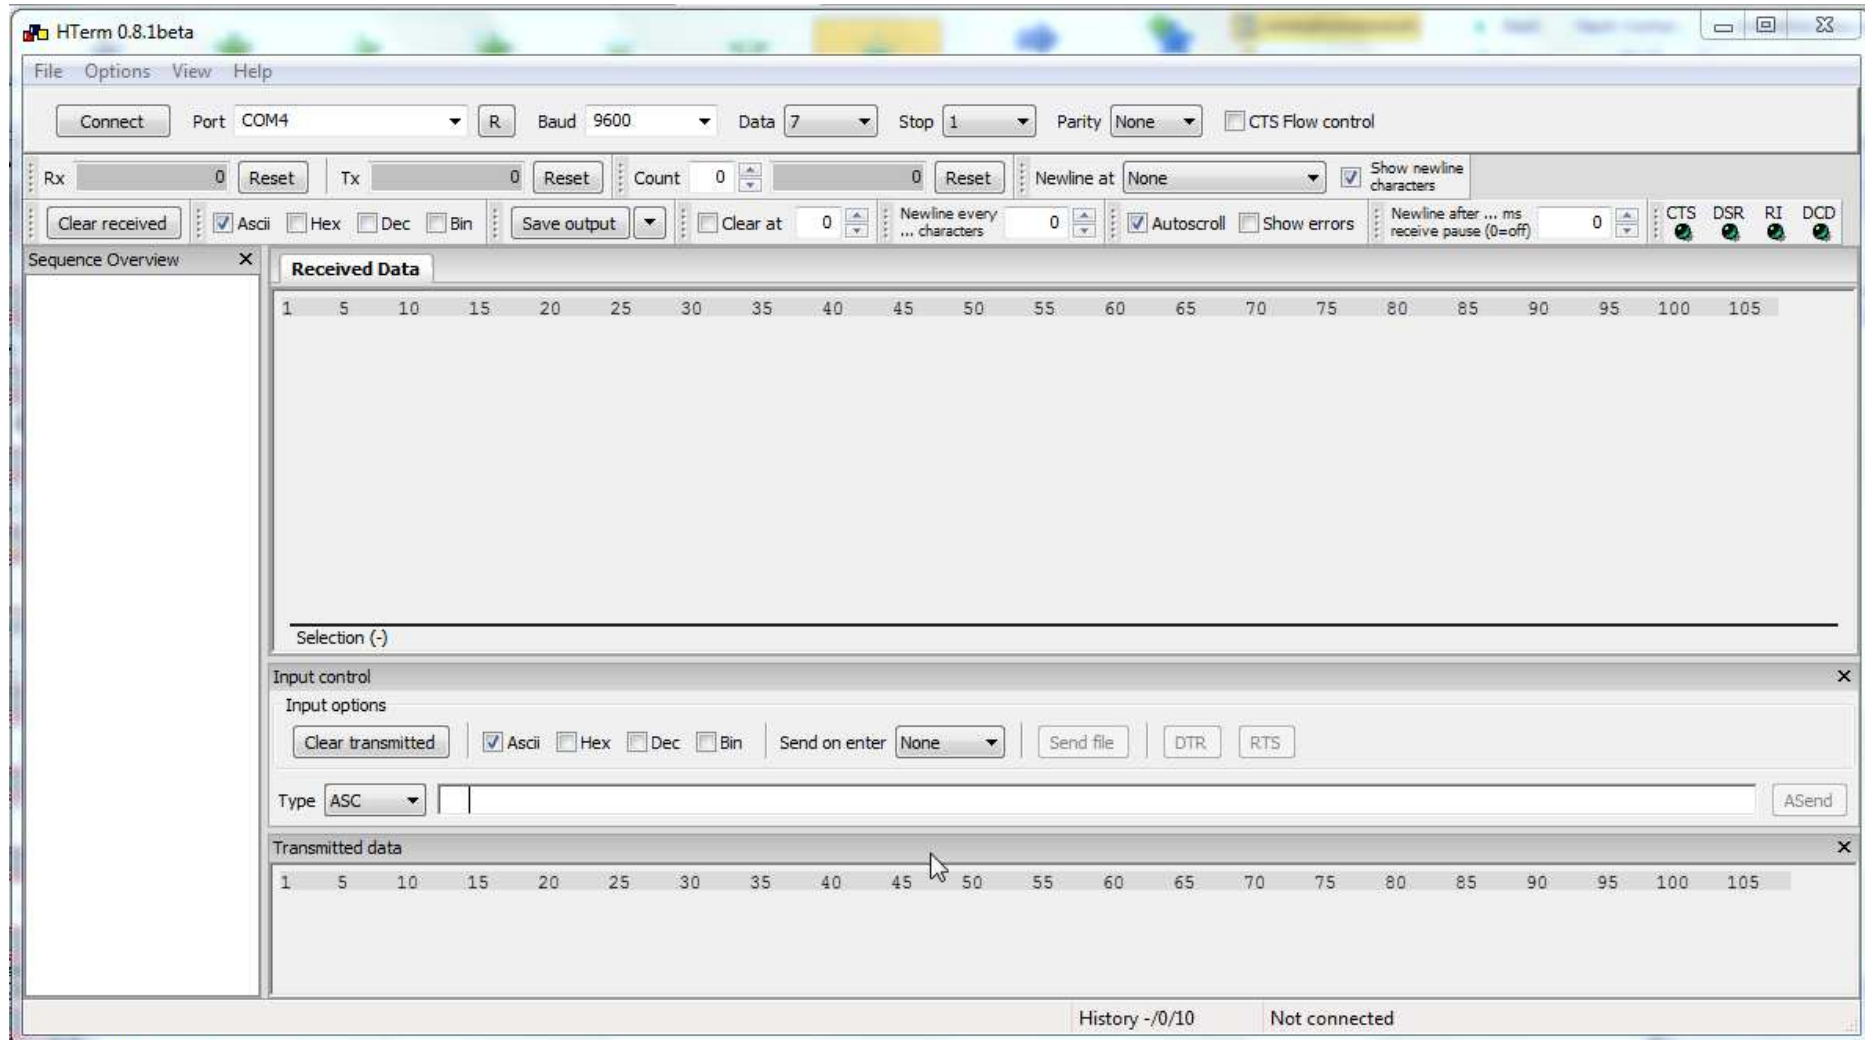 HTerm 0.8.1beta
File Options View Help
Connect Port COM4 R Baud 9600 Data 7 Stop 1 Parity None CTS Flow control
Rx 0 Reset Tx 0 Reset Count 0 0 Reset Newline at None Show newline characters
Clear received Ascii Hex Dec Bin Save output Clear at 0 Newline every ... characters 0 Autoscroll Show errors Newline after ... ms receive pause (0=off) 0 CTS DSR RI DCD
Sequence Overview
Received Data
1 5 10 15 20 25 30 35 40 45 50 55 60 65 70 75 80 85 90 95 100 105
Selection (-)
Input control
Input options
Clear transmitted Ascii Hex Dec Bin Send on enter None Send file DTR RTS
Type ASC ASend
Transmitted data
1 5 10 15 20 25 30 35 40 45 50 55 60 65 70 75 80 85 90 95 100 105
History -/0/10 Not connected